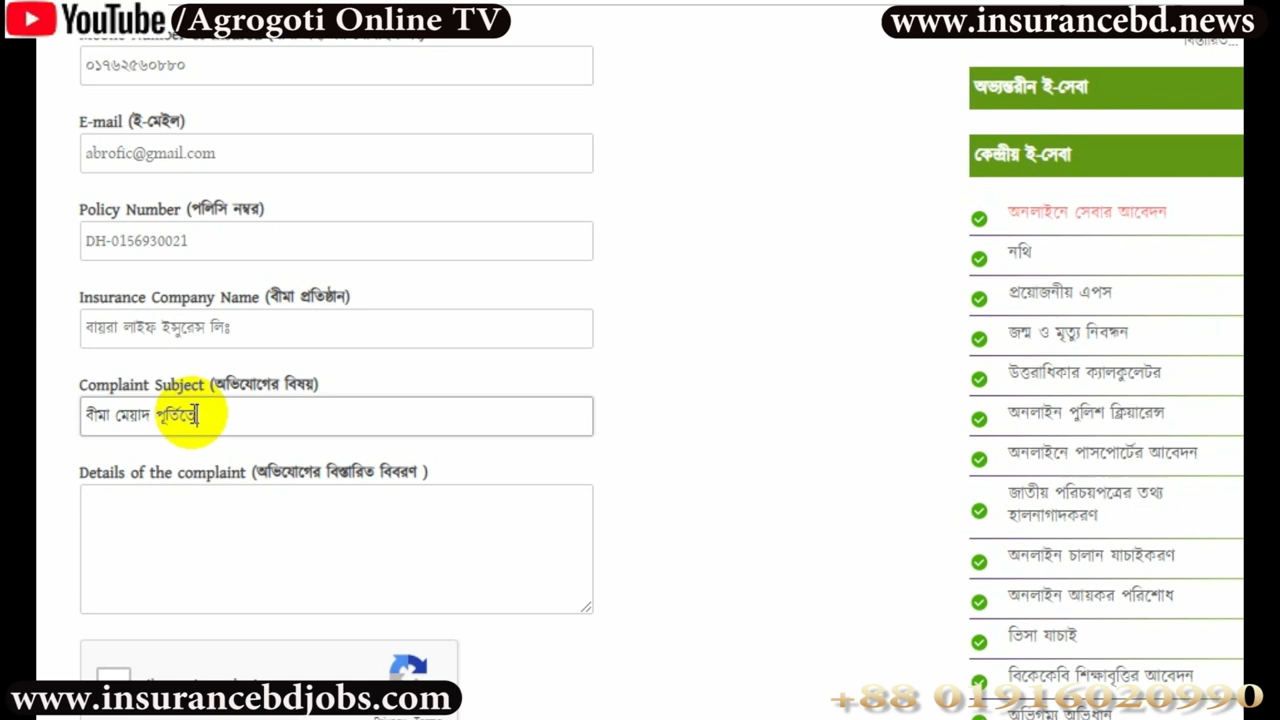 YouTube /Agrogoti Online TV
www.insurancebd.news
বিস্তারিত...
০১৭৬২৫৬০৮৮০
E-mail (ই-মেইল)
abrofic@gmail.com
Policy Number (পলিসি নম্বর)
DH-0156930021
Insurance Company Name (বীমা প্রতিষ্ঠান)
বায়রা লাইফ ইন্সুরেন্স লিঃ
Complaint Subject (অভিযোগের বিষয়)
বীমা মেয়াদ পূর্তিতে
Details of the complaint (অভিযোগের বিস্তারিত বিবরণ )
অভ্যন্তরীন ই-সেবা
কেন্দ্রীয় ই-সেবা
অনলাইনে সেবার আবেদন
নথি
প্রয়োজনীয় এপস
জন্ম ও মৃত্যু নিবন্ধন
উত্তরাধিকার ক্যালকুলেটর
অনলাইন পুলিশ ক্লিয়ারেন্স
অনলাইনে পাসপোর্টের আবেদন
জাতীয় পরিচয়পত্রের তথ্য
হালনাগাদকরণ
অনলাইন চালান যাচাইকরণ
অনলাইন আয়কর পরিশোধ
ভিসা যাচাই
বিকেকেবি শিক্ষাবৃত্তির আবেদন
অভিগম্য অভিধান
www.insurancebdjobs.com
+88 01916020990